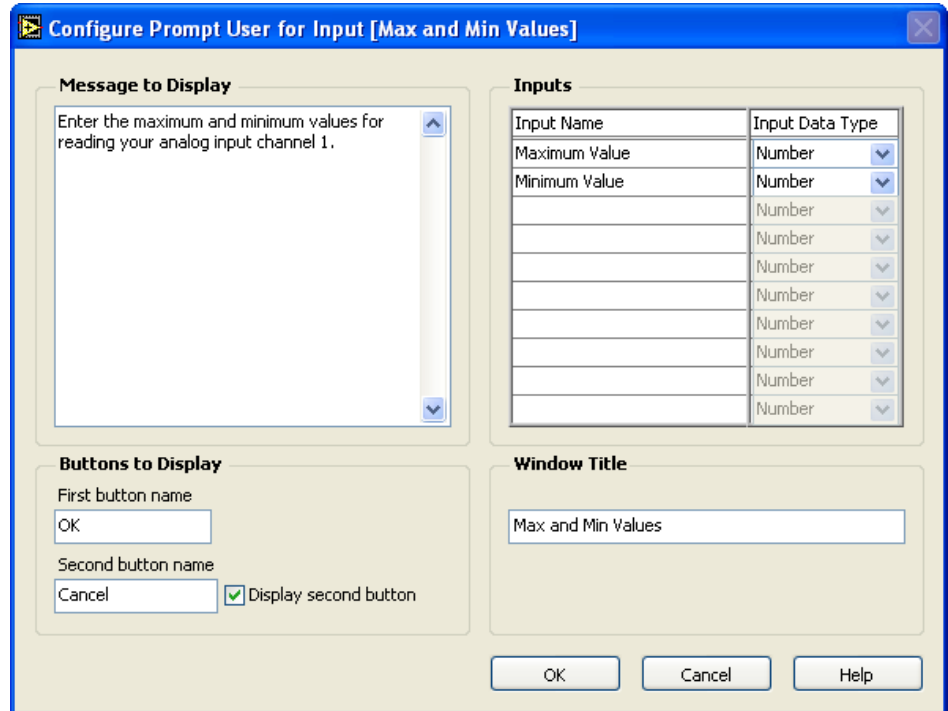 Configure Prompt User for Input [Max and Min Values]
Message to Display
Enter the maximum and minimum values for
reading your analog input channel 1.
Inputs
Input Name Input Data Type
Maximum Value Number
Minimum Value Number
Number
Number
Number
Number
Number
Number
Number
Number
Buttons to Display
First button name
OK
Second button name
Cancel Display second button
Window Title
Max and Min Values
OK Cancel Help